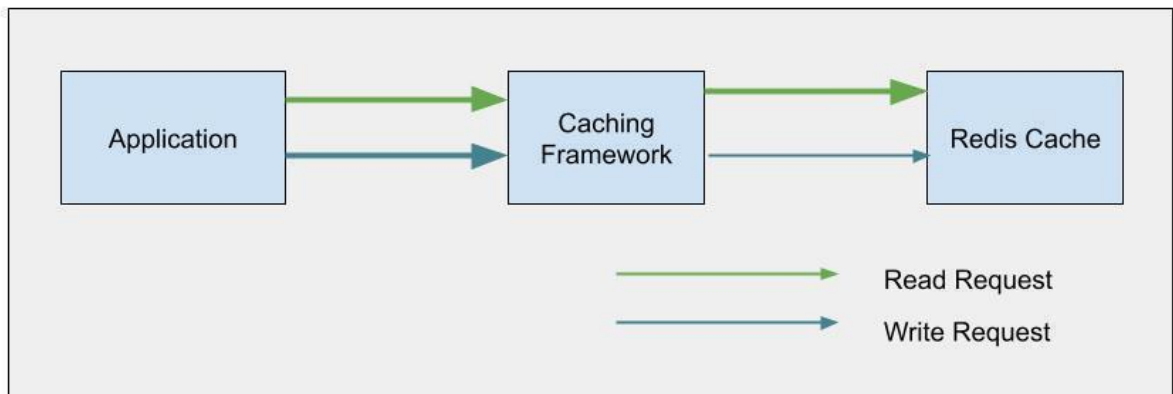 Application
Caching
Framework
Redis Cache
Read Request
Write Request